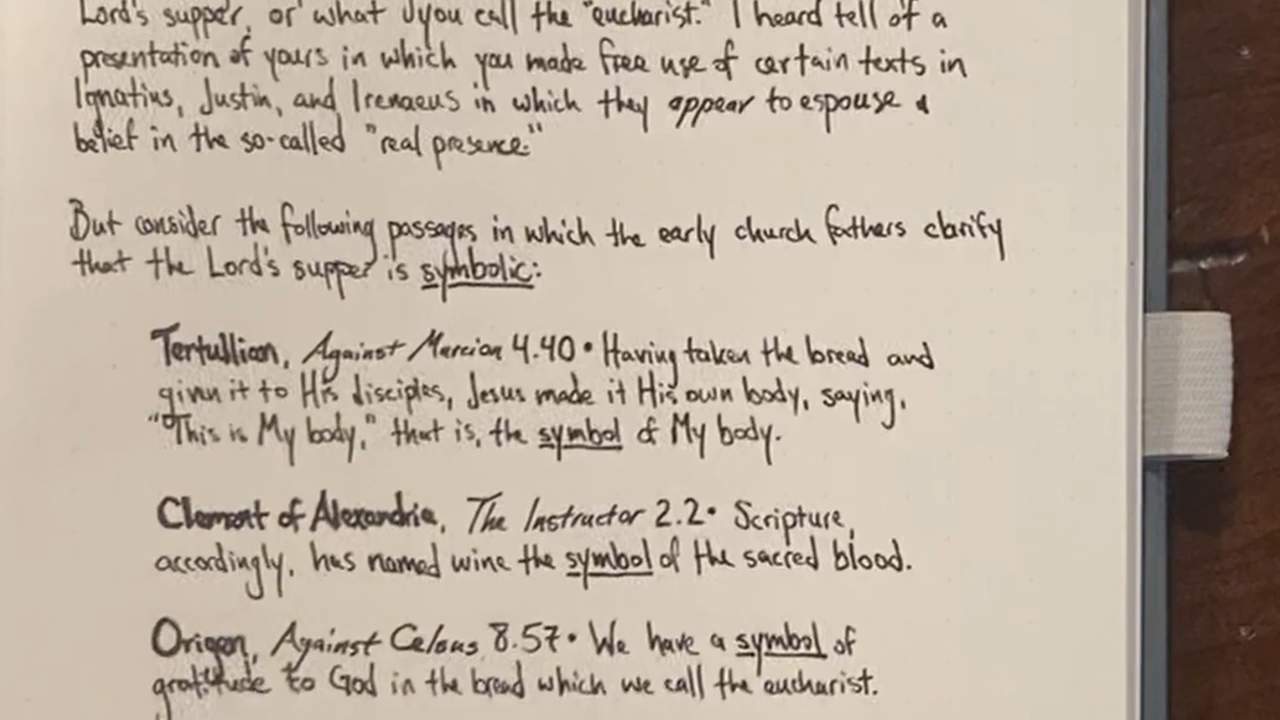 Lord's supper, or what you call the "eucharist." I heard tell of a
presentation of yours in which you made free use of certain texts in
Ignatius, Justin, and Irenaeus in which they appear to espouse a
belief in the so-called "real presence."
But consider the following passages in which the early church fathers clarify
that the Lord's supper is symbolic:
Tertullian, Against Marcion 4.40 • Having taken the bread and
given it to His disciples, Jesus made it His own body, saying,
"This is My body," that is, the symbol of My body.
Clement of Alexandria, The Instructor 2.2 • Scripture,
accordingly, has named wine the symbol of the sacred blood.
Origen, Against Celsus 8.57 • We have a symbol of
gratitude to God in the bread which we call the eucharist.